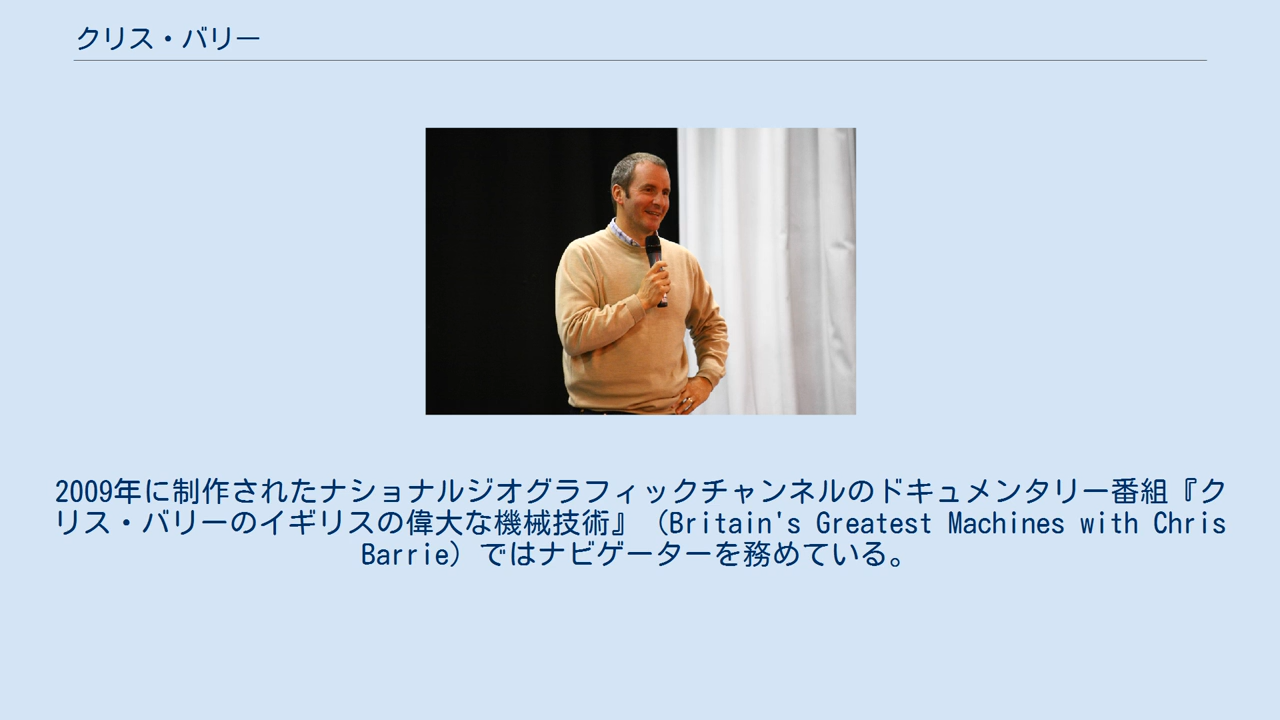 クリス・バリー
2009年に制作されたナショナルジオグラフィックチャンネルのドキュメンタリー番組『ク
リス・バリーのイギリスの偉大な機械技術』（Britain's Greatest Machines with Chris
Barrie）ではナビゲーターを務めている。